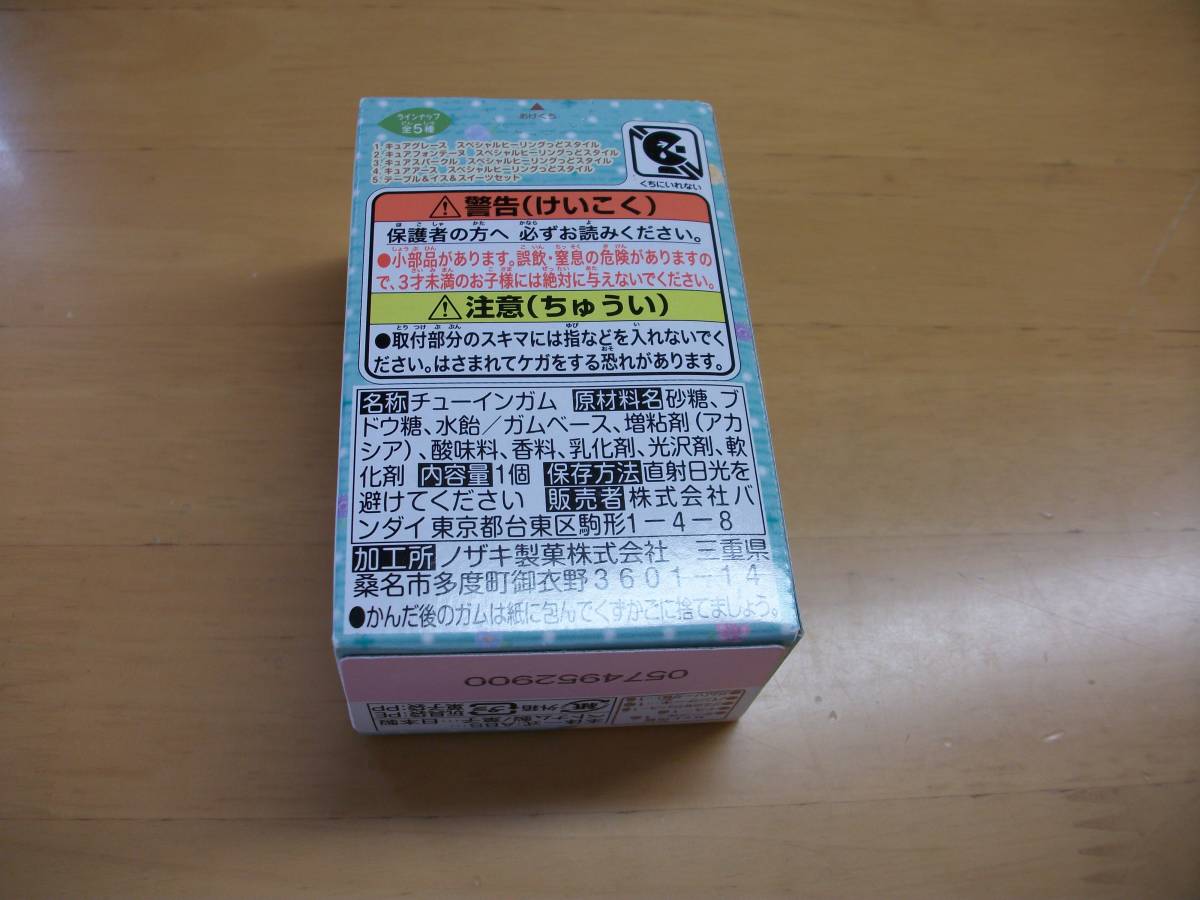 ラインナップ
全5種
あけくち
1. キュアグレース スペシャルヒーリングっどスタイル
2. キュアフォンテーヌ スペシャルヒーリングっどスタイル
3. キュアスパークル スペシャルヒーリングっどスタイル
4. キュアアース スペシャルヒーリングっどスタイル
5. テーブル&イス&スイーツセット
くちにいれない
警告(けいこく)
保護者の方へ 必ずお読みください。
●小部品があります。誤飲・窒息の危険がありますの
で、3才未満のお子様には絶対に与えないでください。
注意(ちゅうい)
●取付部分のスキマには指などを入れないでく
ださい。はさまれてケガをする恐れがあります。
名称 チューインガム 原材料名 砂糖、ブ
ドウ糖、水飴/ガムベース、増粘剤(アカ
シア)、酸味料、香料、乳化剤、光沢剤、軟
化剤 内容量 1個 保存方法 直射日光を
避けてください 販売者 株式会社バ
ンダイ 東京都台東区駒形1-4-8
加工所 ノザキ製菓株式会社 三重県
桑名市多度町御衣野3601-14
●かんだ後のガムは紙に包んでくずかごに捨てましょう。
05749952900